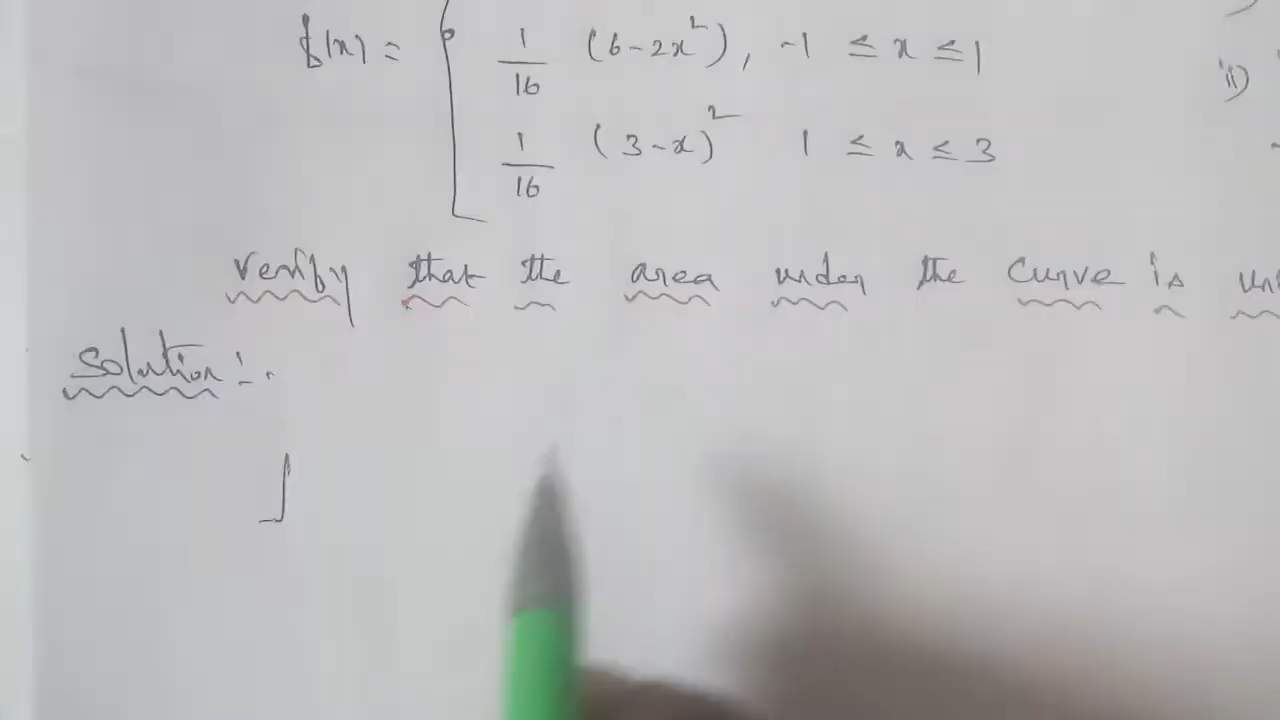 f(x) = { 1/16 (6-2x²), -1 ≤ x ≤ 1
ii)
1/16 (3-x)² 1 ≤ x ≤ 3
verify that the area under the curve is
Solution :-
∫